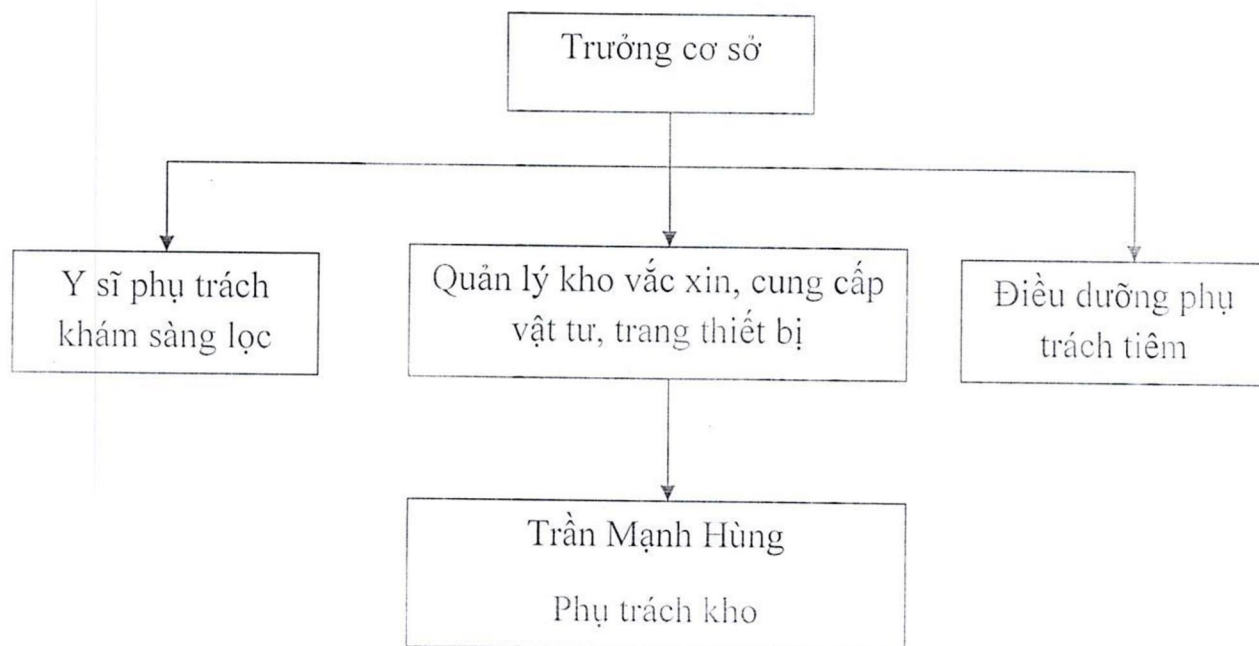 Trưởng cơ sở
Y sĩ phụ trách
khám sàng lọc
Quản lý kho vắc xin, cung cấp
vật tư, trang thiết bị
Điều dưỡng phụ
trách tiêm
Trần Mạnh Hùng
Phụ trách kho